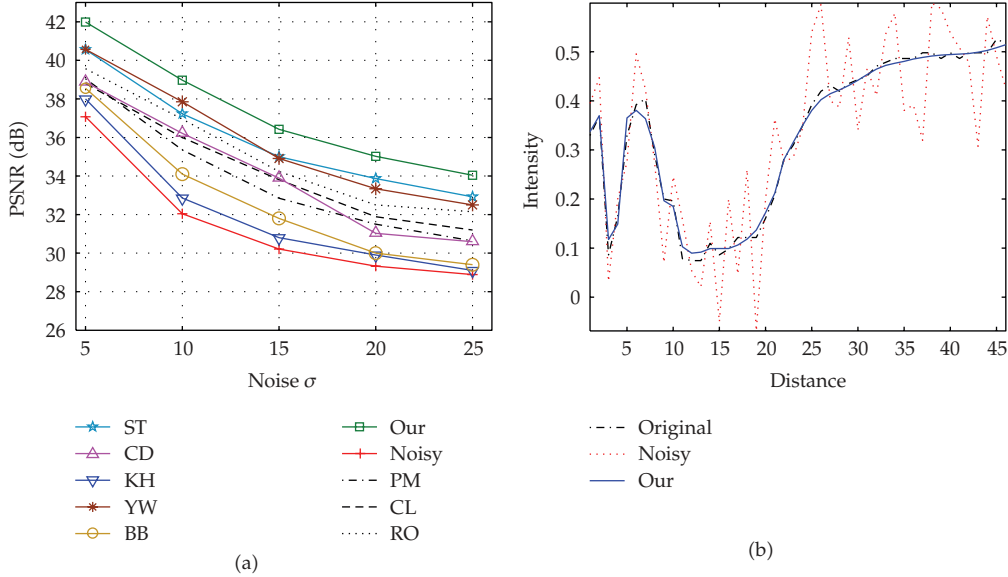 42
40
38
36
34
32
30
28
26
PSNR (dB)
5 10 15 20 25
Noise σ
ST
CD
KH
YW
BB
Our
Noisy
PM
CL
RO
(a)
0.5
0.4
0.3
0.2
0.1
0
Intensity
5 10 15 20 25 30 35 40 45
Distance
Original
Noisy
Our
(b)